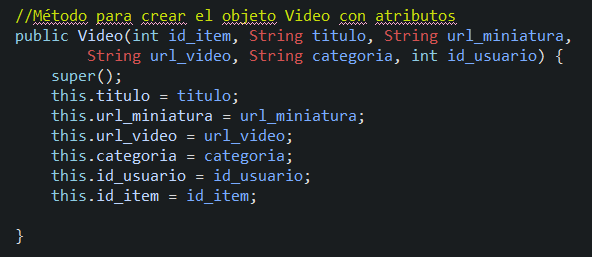 //Método para crear el objeto Video con atributos
public Video(int id_item, String titulo, String url_miniatura,
String url_video, String categoria, int id_usuario) {
super();
this.titulo = titulo;
this.url_miniatura = url_miniatura;
this.url_video = url_video;
this.categoria = categoria;
this.id_usuario = id_usuario;
this.id_item = id_item;
}